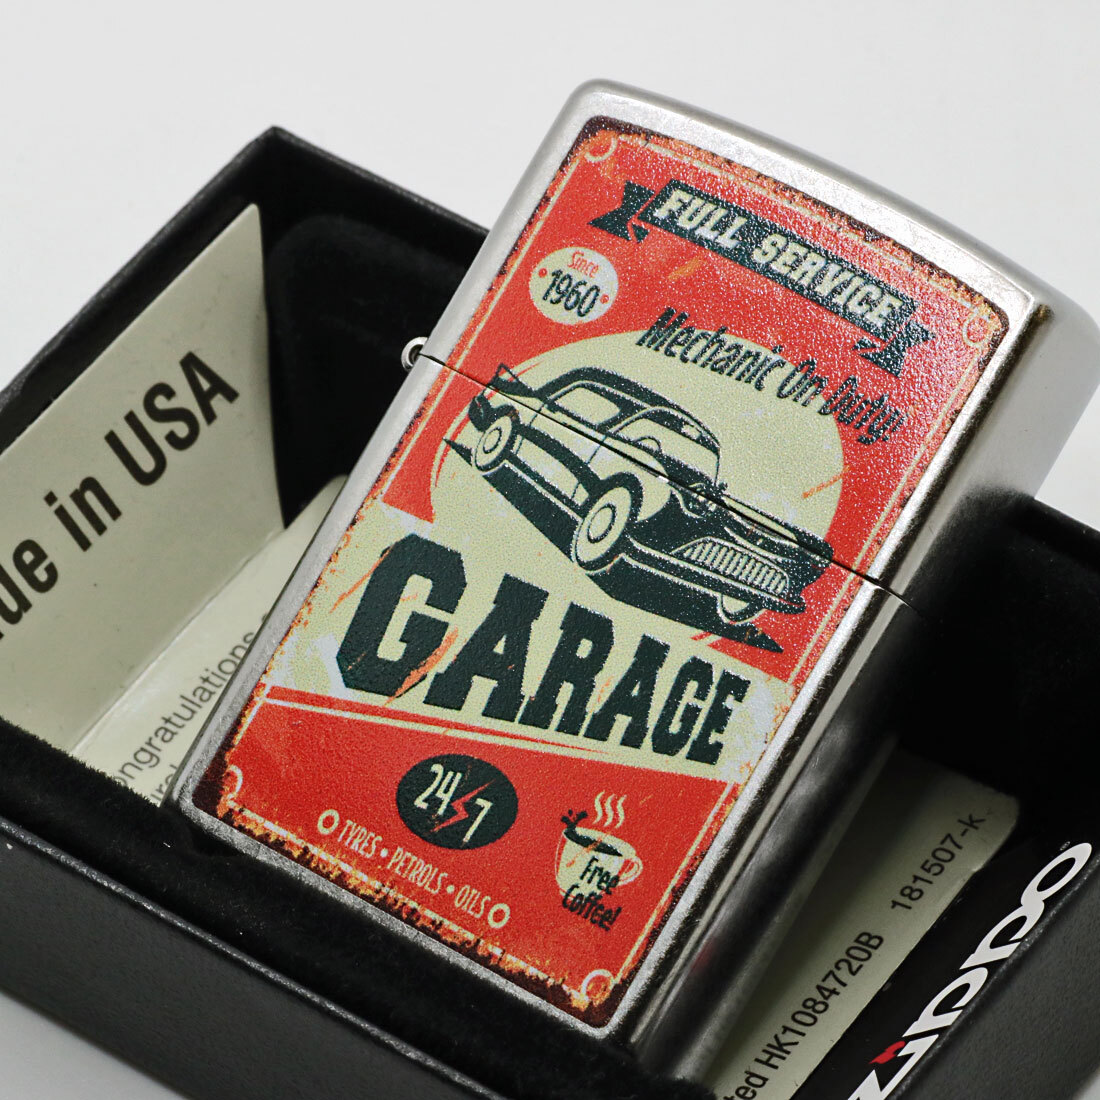 FULL SERVICE
Since
1960
Mechanic On Duty!
GARAGE
24 7
TYRES • PETROLS • OILS
Free
Coffee!
in USA
181507-K
HK1084720B
zippo